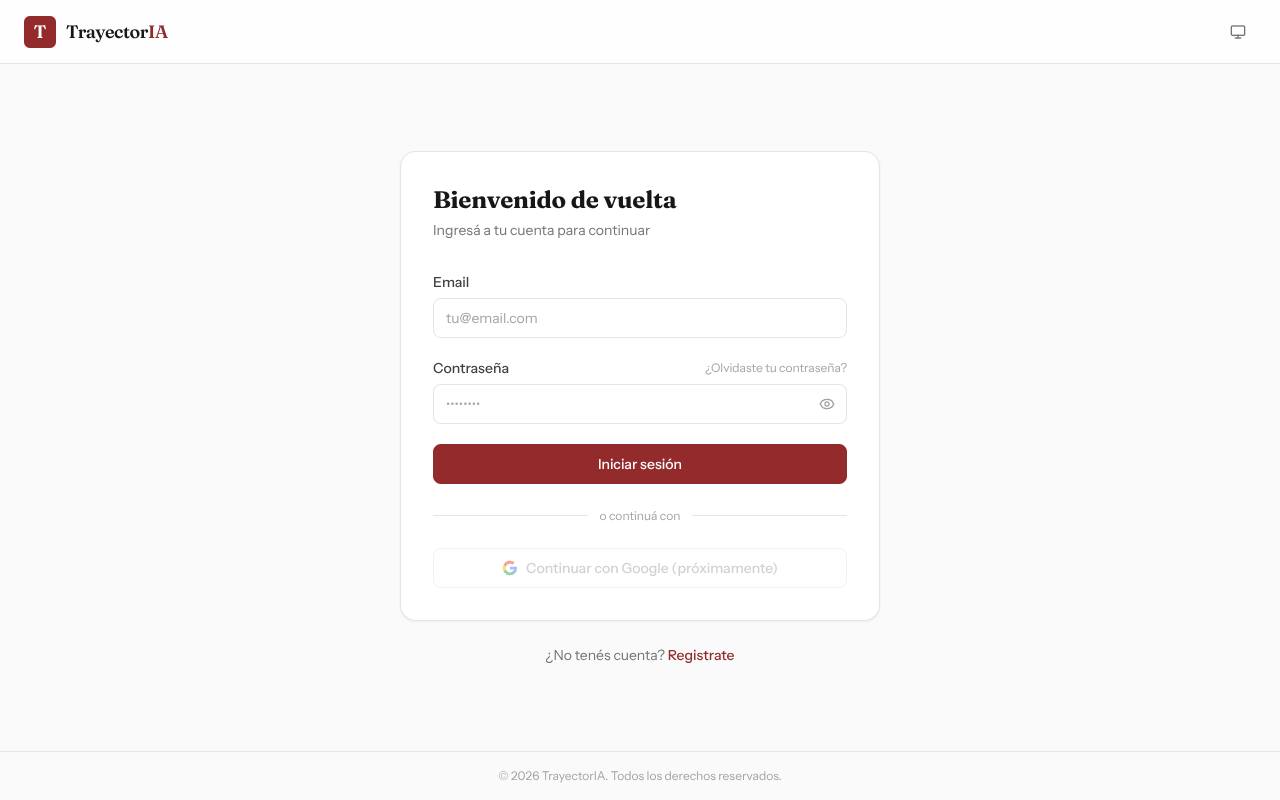 T TrayectorIA
Bienvenido de vuelta
Ingresá a tu cuenta para continuar
Email
tu@email.com
Contraseña ¿Olvidaste tu contraseña?
••••••••
Iniciar sesión
o continuá con
G Continuar con Google (próximamente)
¿No tenés cuenta? Registrate
© 2026 TrayectorIA. Todos los derechos reservados.